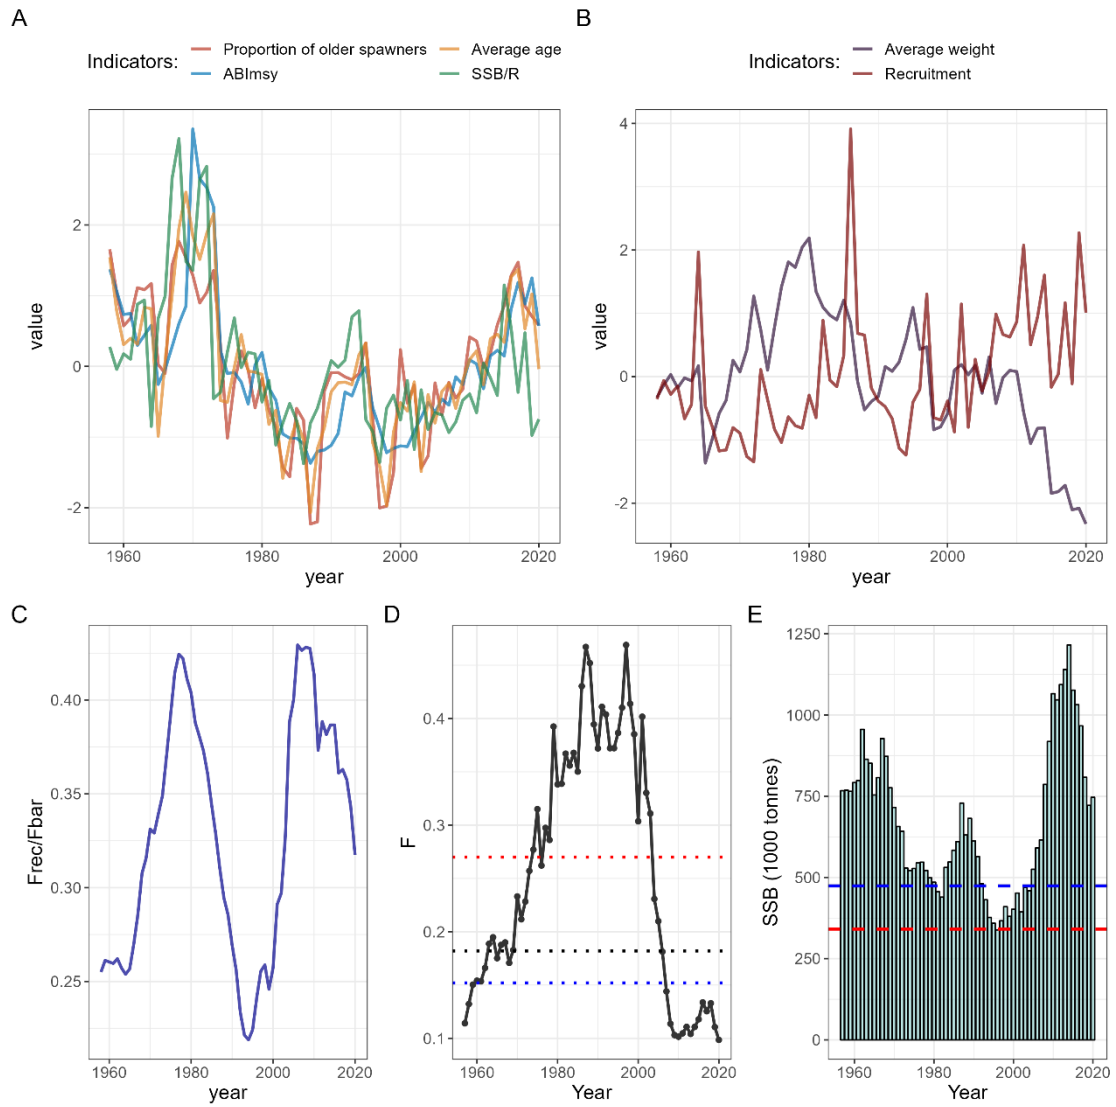 A
Indicators:
Proportion of older spawners
Average age
ABImsy
SSB/R
value
2
0
-2
1960
1980
2000
2020
year
B
Indicators:
Average weight
Recruitment
value
4
2
0
-2
1960
1980
2000
2020
year
C
Frec/Fbar
0.40
0.35
0.30
0.25
1960
1980
2000
2020
year
D
F
0.4
0.3
0.2
0.1
1960
1980
2000
2020
Year
E
SSB (1000 tonnes)
1250
1000
750
500
250
0
1960
1980
2000
2020
Year